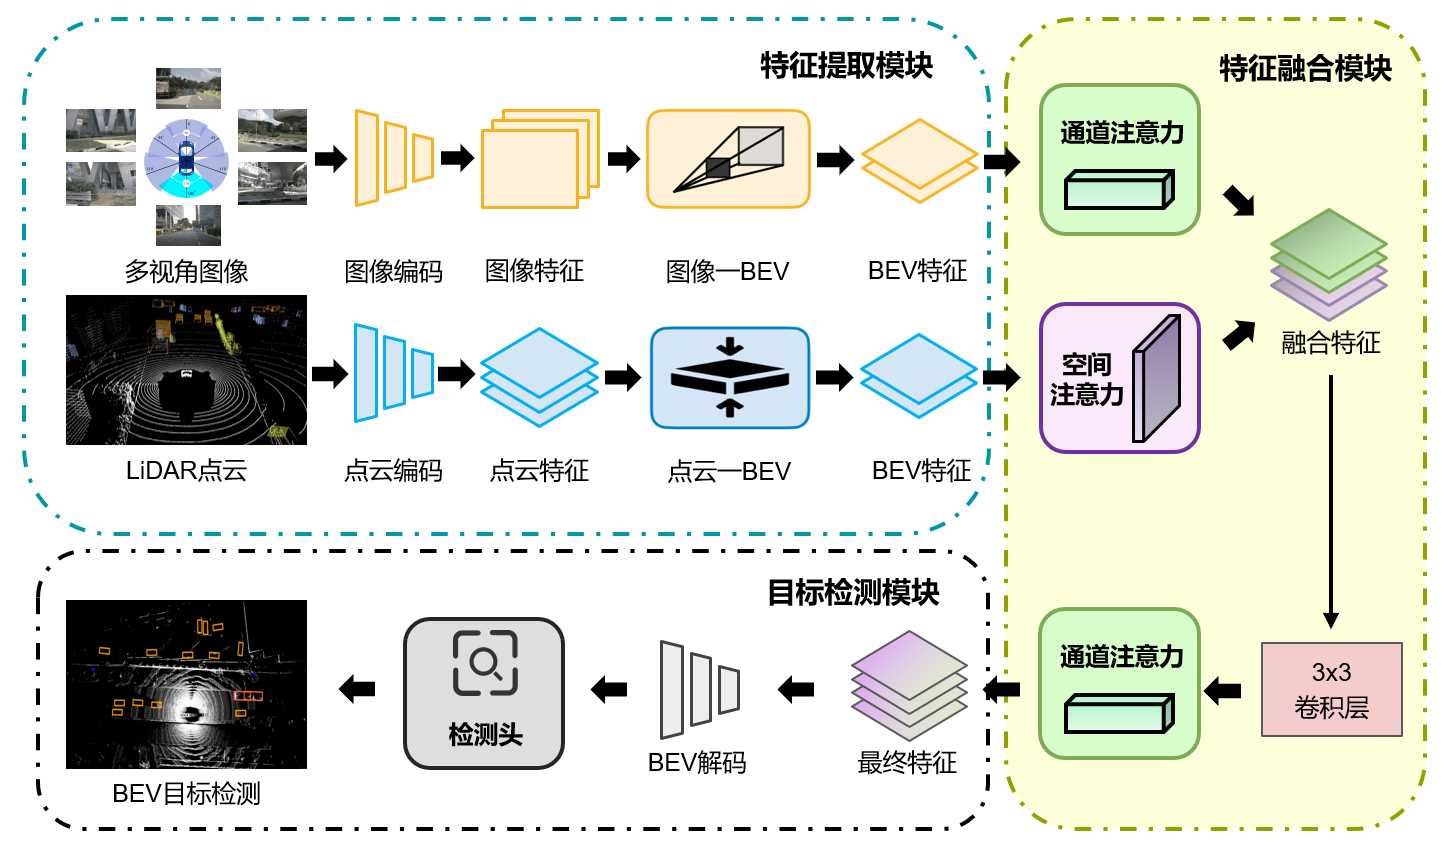 特征提取模块
多视角图像
图像编码
图像特征
图像一BEV
BEV特征
LiDAR点云
点云编码
点云特征
点云一BEV
BEV特征
特征融合模块
通道注意力
空间
注意力
融合特征
3x3
卷积层
通道注意力
目标检测模块
最终特征
BEV解码
检测头
BEV目标检测